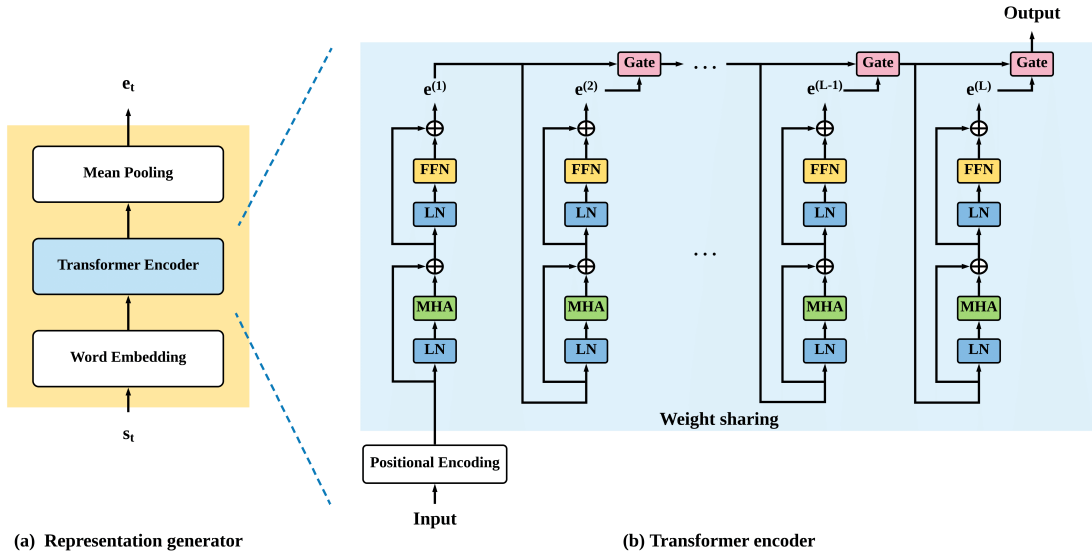 e_t
Mean Pooling
Transformer Encoder
Word Embedding
s_t
(a) Representation generator
Output
Gate
...
Gate
Gate
e^(1)
e^(2)
e^(L-1)
e^(L)
FFN
FFN
FFN
FFN
LN
LN
LN
LN
...
MHA
MHA
MHA
MHA
LN
LN
LN
LN
Weight sharing
Positional Encoding
Input
(b) Transformer encoder